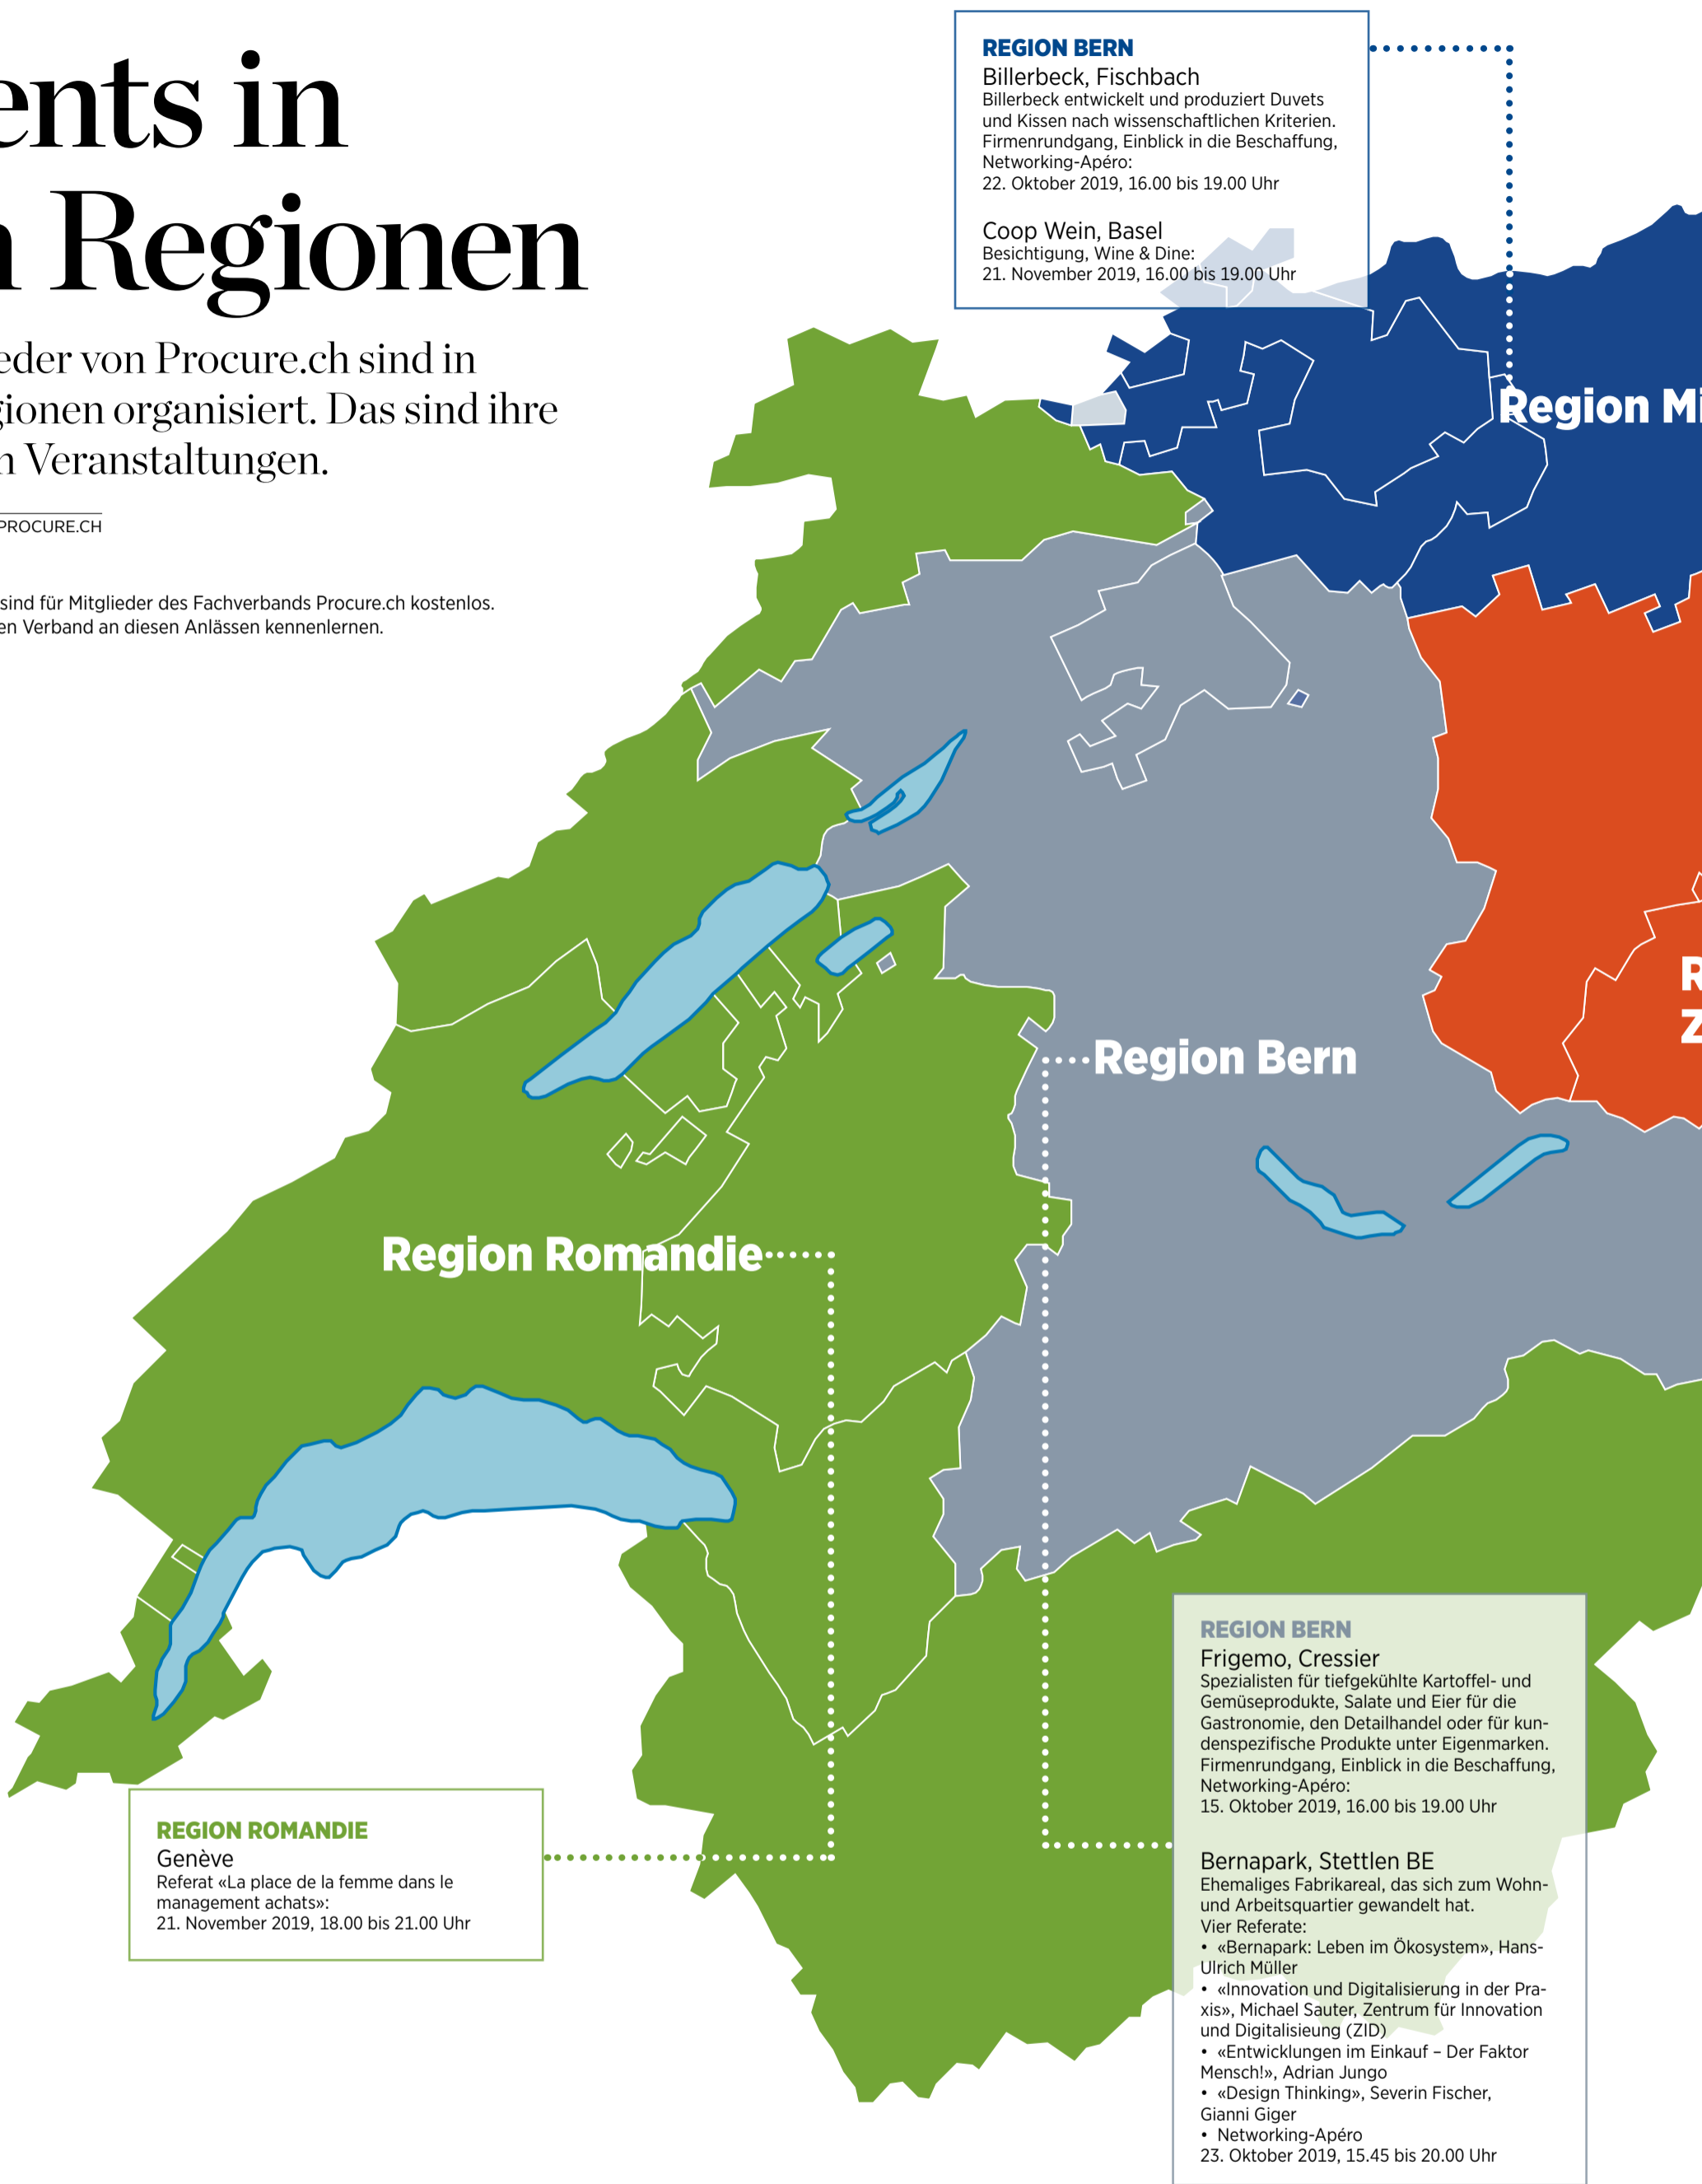 ents in
n Regionen
eder von Procure.ch sind in
gionen organisiert. Das sind ihre
n Veranstaltungen.
PROCURE.CH
sind für Mitglieder des Fachverbands Procure.ch kostenlos.
en Verband an diesen Anlässen kennenlernen.
REGION BERN
Billerbeck, Fischbach
Billerbeck entwickelt und produziert Duvets
und Kissen nach wissenschaftlichen Kriterien.
Firmenrundgang, Einblick in die Beschaffung,
Networking-Apéro:
22. Oktober 2019, 16.00 bis 19.00 Uhr
Coop Wein, Basel
Besichtigung, Wine & Dine:
21. November 2019, 16.00 bis 19.00 Uhr
Region Mi
R
Z
Region Bern
Region Romandie
REGION ROMANDIE
Genève
Referat «La place de la femme dans le
management achats»:
21. November 2019, 18.00 bis 21.00 Uhr
REGION BERN
Frigemo, Cressier
Spezialisten für tiefgekühlte Kartoffel- und
Gemüseprodukte, Salate und Eier für die
Gastronomie, den Detailhandel oder für kun-
denspezifische Produkte unter Eigenmarken.
Firmenrundgang, Einblick in die Beschaffung,
Networking-Apéro:
15. Oktober 2019, 16.00 bis 19.00 Uhr
Bernapark, Stettlen BE
Ehemaliges Fabrikareal, das sich zum Wohn-
und Arbeitsquartier gewandelt hat.
Vier Referate:
• «Bernapark: Leben im Ökosystem», Hans-
Ulrich Müller
• «Innovation und Digitalisierung in der Pra-
xis», Michael Sauter, Zentrum für Innovation
und Digitalisieung (ZID)
• «Entwicklungen im Einkauf – Der Faktor
Mensch!», Adrian Jungo
• «Design Thinking», Severin Fischer,
Gianni Giger
• Networking-Apéro
23. Oktober 2019, 15.45 bis 20.00 Uhr